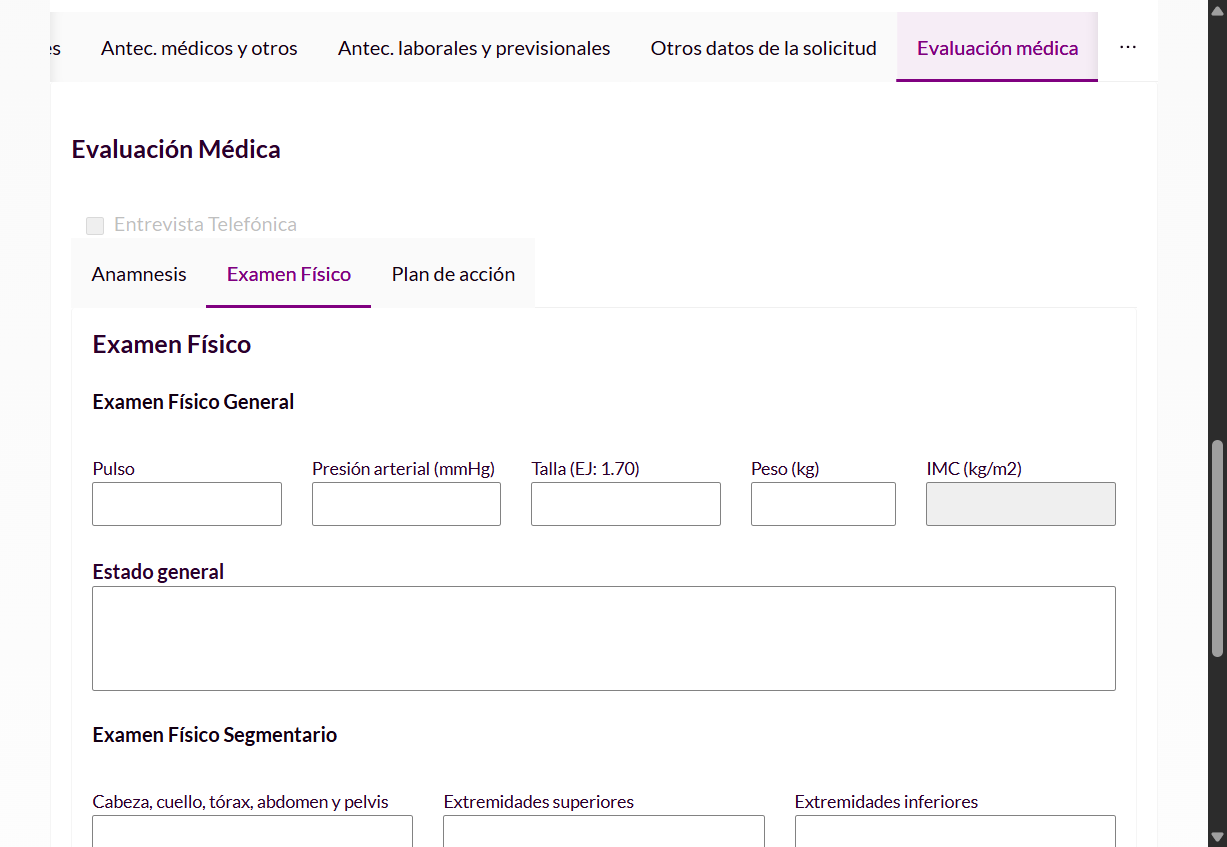 es Antec. médicos y otros Antec. laborales y previsionales Otros datos de la solicitud Evaluación médica ...
Evaluación Médica
Entrevista Telefónica
Anamnesis Examen Físico Plan de acción
Examen Físico
Examen Físico General
Pulso Presión arterial (mmHg) Talla (EJ: 1.70) Peso (kg) IMC (kg/m2)
Estado general
Examen Físico Segmentario
Cabeza, cuello, tórax, abdomen y pelvis Extremidades superiores Extremidades inferiores